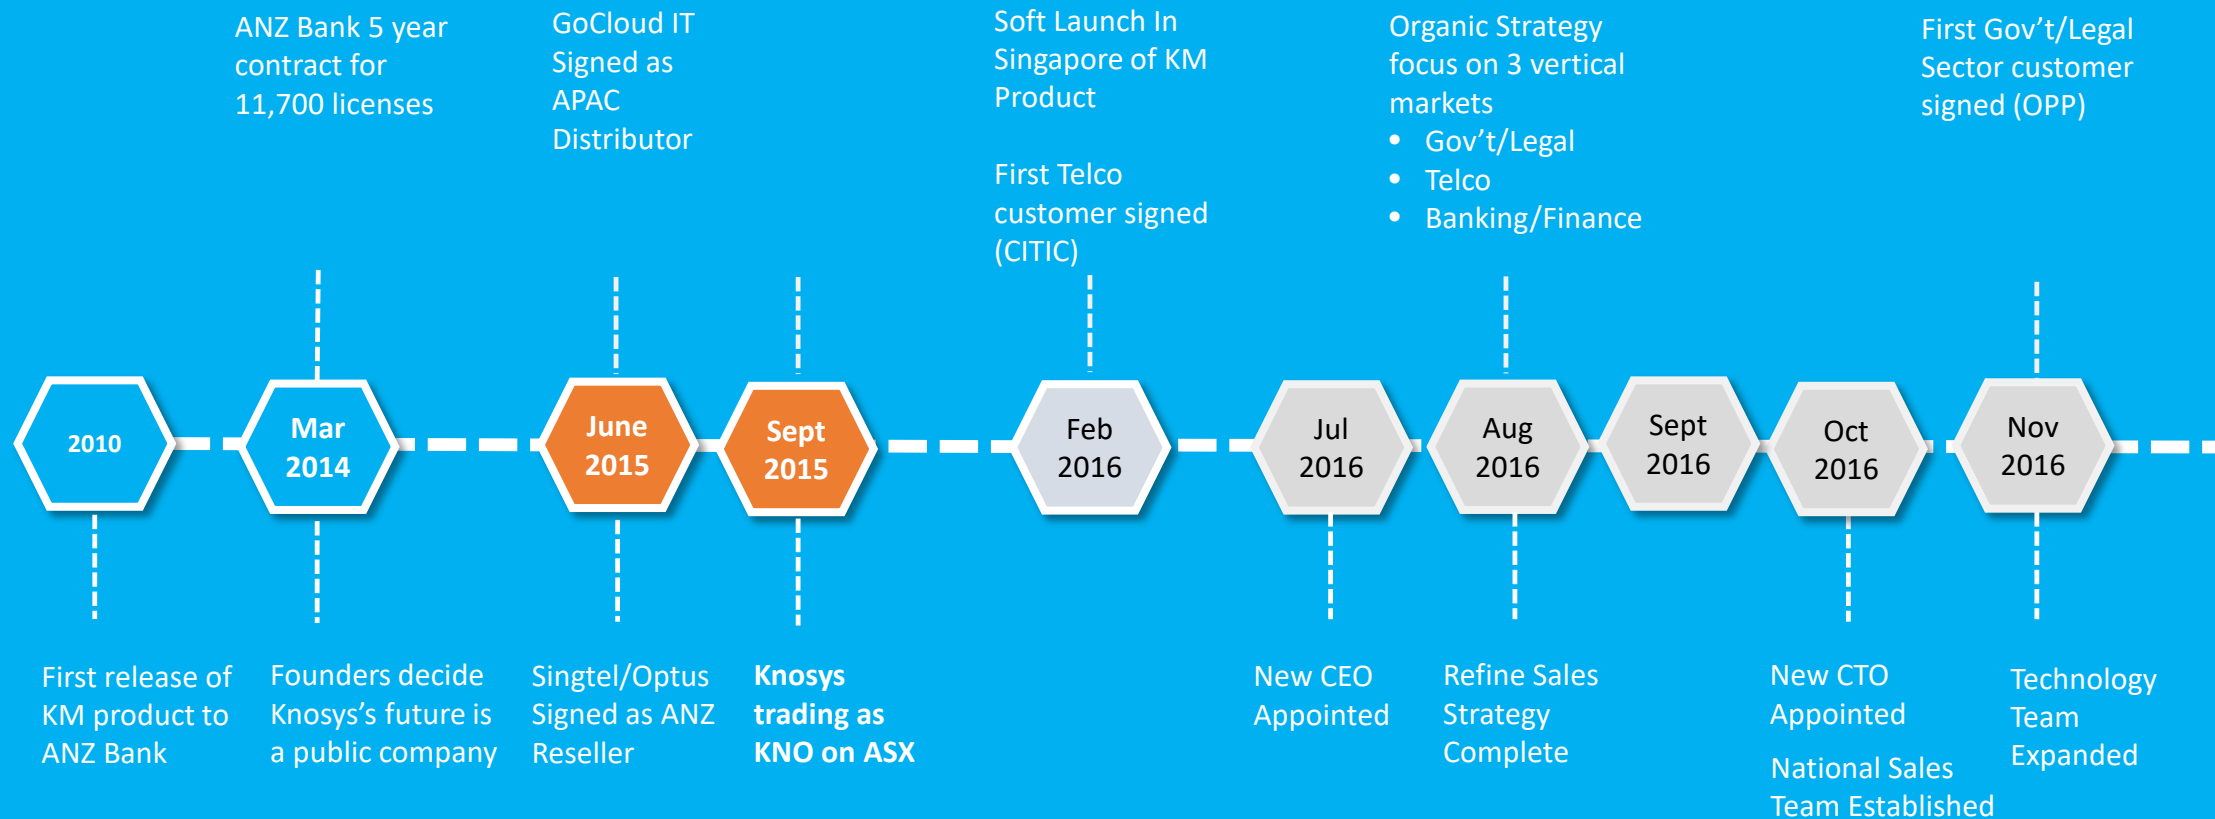 ANZ Bank 5 year
contract for
11,700 licenses
GoCloud IT
Signed as
APAC
Distributor
Soft Launch In
Singapore of KM
Product
First Telco
customer signed
(CITIC)
Organic Strategy
focus on 3 vertical
markets
• Gov’t/Legal
• Telco
• Banking/Finance
First Gov’t/Legal
Sector customer
signed (OPP)
2010
Mar
2014
June
2015
Sept
2015
Feb
2016
Jul
2016
Aug
2016
Sept
2016
Oct
2016
Nov
2016
First release of
KM product to
ANZ Bank
Founders decide
Knosys’s future is
a public company
Singtel/Optus
Signed as ANZ
Reseller
Knosys
trading as
KNO on ASX
New CEO
Appointed
Refine Sales
Strategy
Complete
New CTO
Appointed
National Sales
Team Established
Technology
Team
Expanded